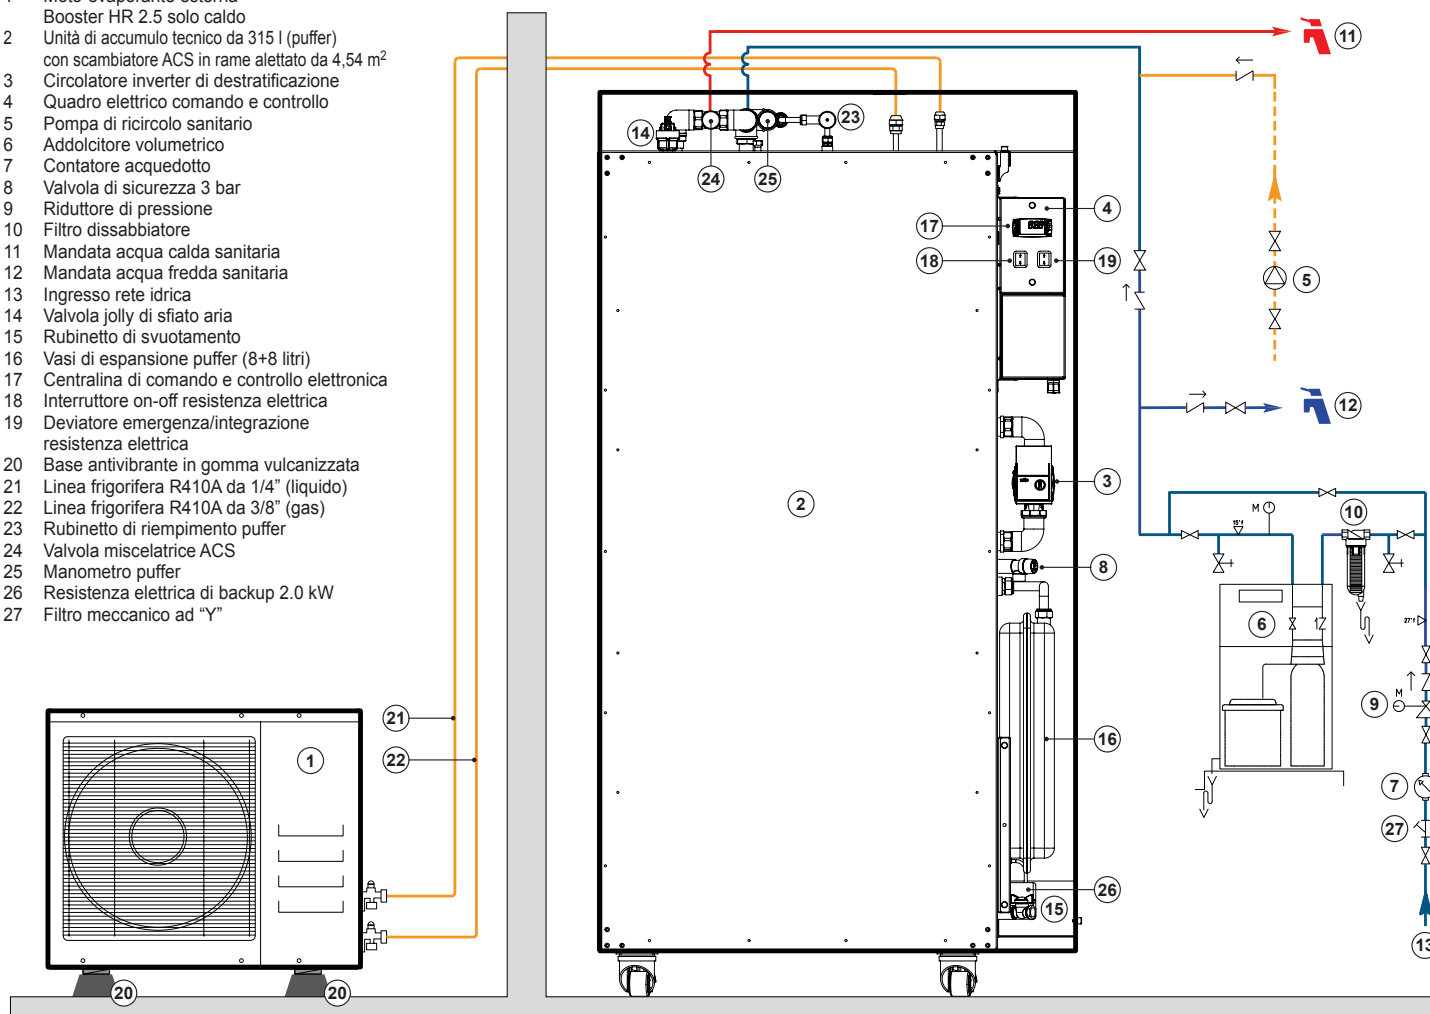 1 Moto-evaporante esterna
Booster HR 2.5 solo caldo
2 Unità di accumulo tecnico da 315 l (puffer)
con scambiatore ACS in rame alettato da 4,54 m²
3 Circolatore inverter di destratificazione
4 Quadro elettrico comando e controllo
5 Pompa di ricircolo sanitario
6 Addolcitore volumetrico
7 Contatore acquedotto
8 Valvola di sicurezza 3 bar
9 Riduttore di pressione
10 Filtro dissabbiatore
11 Mandata acqua calda sanitaria
12 Mandata acqua fredda sanitaria
13 Ingresso rete idrica
14 Valvola jolly di sfiato aria
15 Rubinetto di svuotamento
16 Vasi di espansione puffer (8+8 litri)
17 Centralina di comando e controllo elettronica
18 Interruttore on-off resistenza elettrica
19 Deviatore emergenza/integrazione
resistenza elettrica
20 Base antivibrante in gomma vulcanizzata
21 Linea frigorifera R410A da 1/4” (liquido)
22 Linea frigorifera R410A da 3/8” (gas)
23 Rubinetto di riempimento puffer
24 Valvola miscelatrice ACS
25 Manometro puffer
26 Resistenza elettrica di backup 2.0 kW
27 Filtro meccanico ad “Y”
11
23
14
24
25
4
17
18
19
5
12
3
2
M
10
15°f
8
6
27°f
M
9
21
16
1
22
7
27
26
15
13
20
20